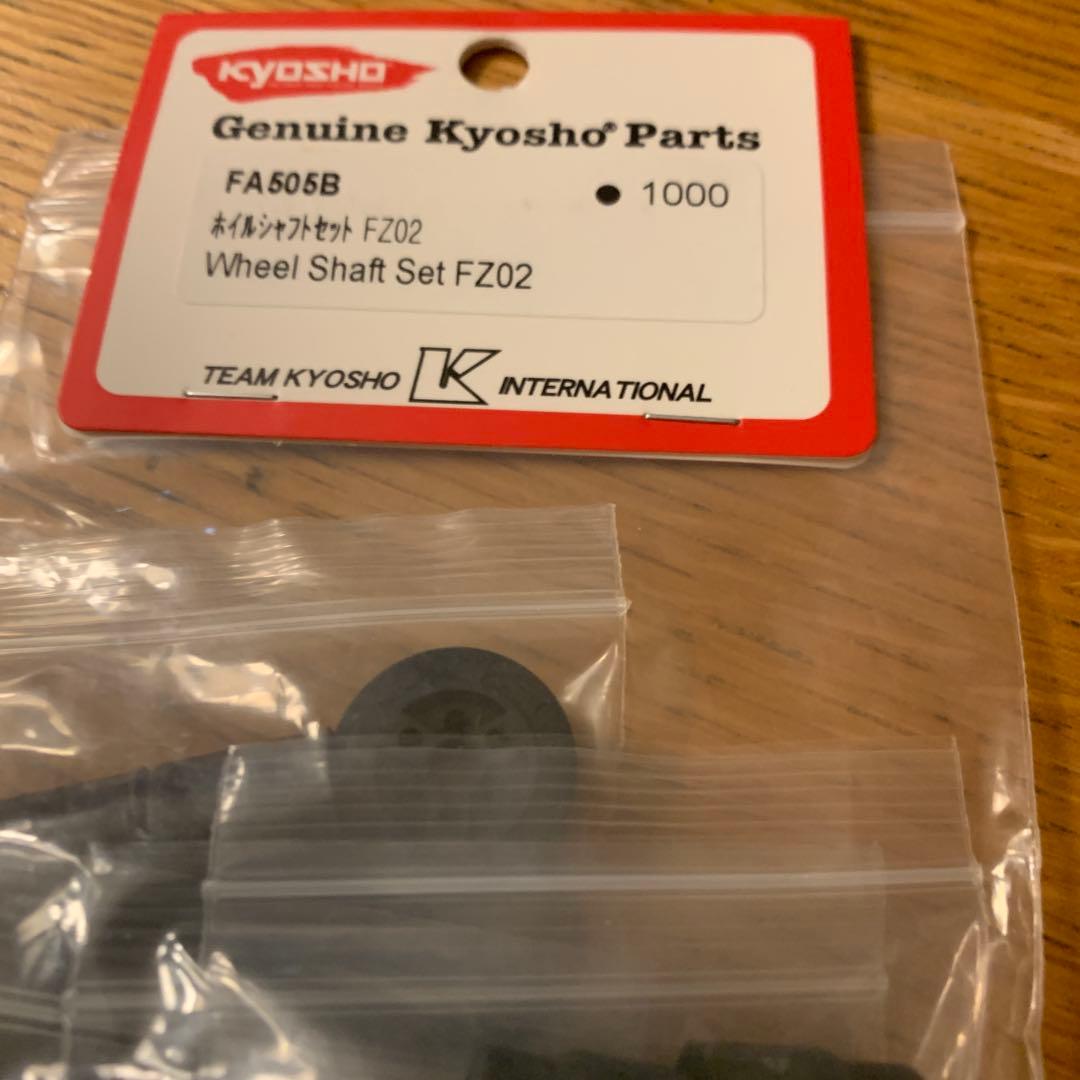 KYOSHO
Genuine Kyosho® Parts
FA505B ● 1000
ﾎｲﾙｼｬﾌﾄｾｯﾄ FZ02
Wheel Shaft Set FZ02
TEAM KYOSHO K INTERNATIONAL